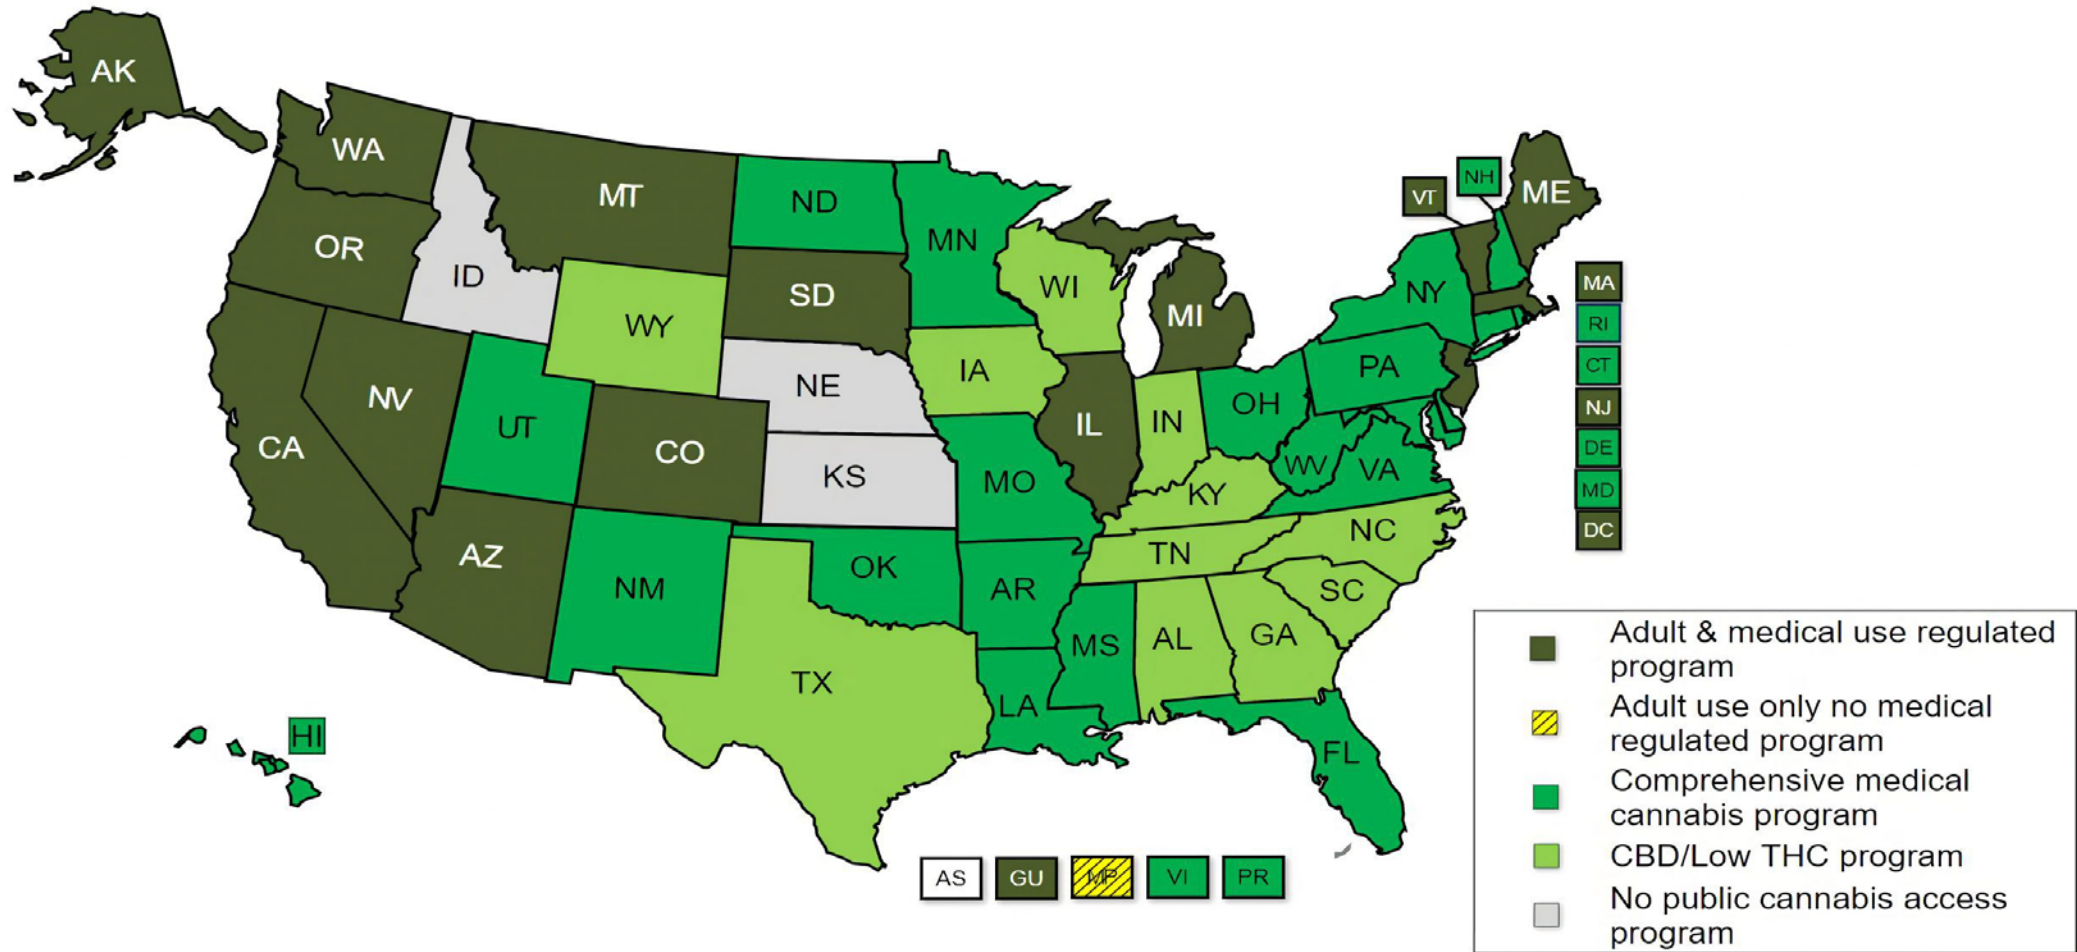 AK
WA
MT
ND
MN
VT
NH
ME
OR
ID
SD
WI
MI
NY
MA
WY
RI
NV
NE
IA
PA
CT
CA
UT
CO
IL
IN
OH
NJ
KS
MO
WV
VA
DE
KY
MD
AZ
NM
OK
AR
TN
NC
DC
SC
TX
MS
AL
GA
LA
FL
HI
AS
GU
MP
VI
PR
Adult & medical use regulated
program
Adult use only no medical
regulated program
Comprehensive medical
cannabis program
CBD/Low THC program
No public cannabis access
program